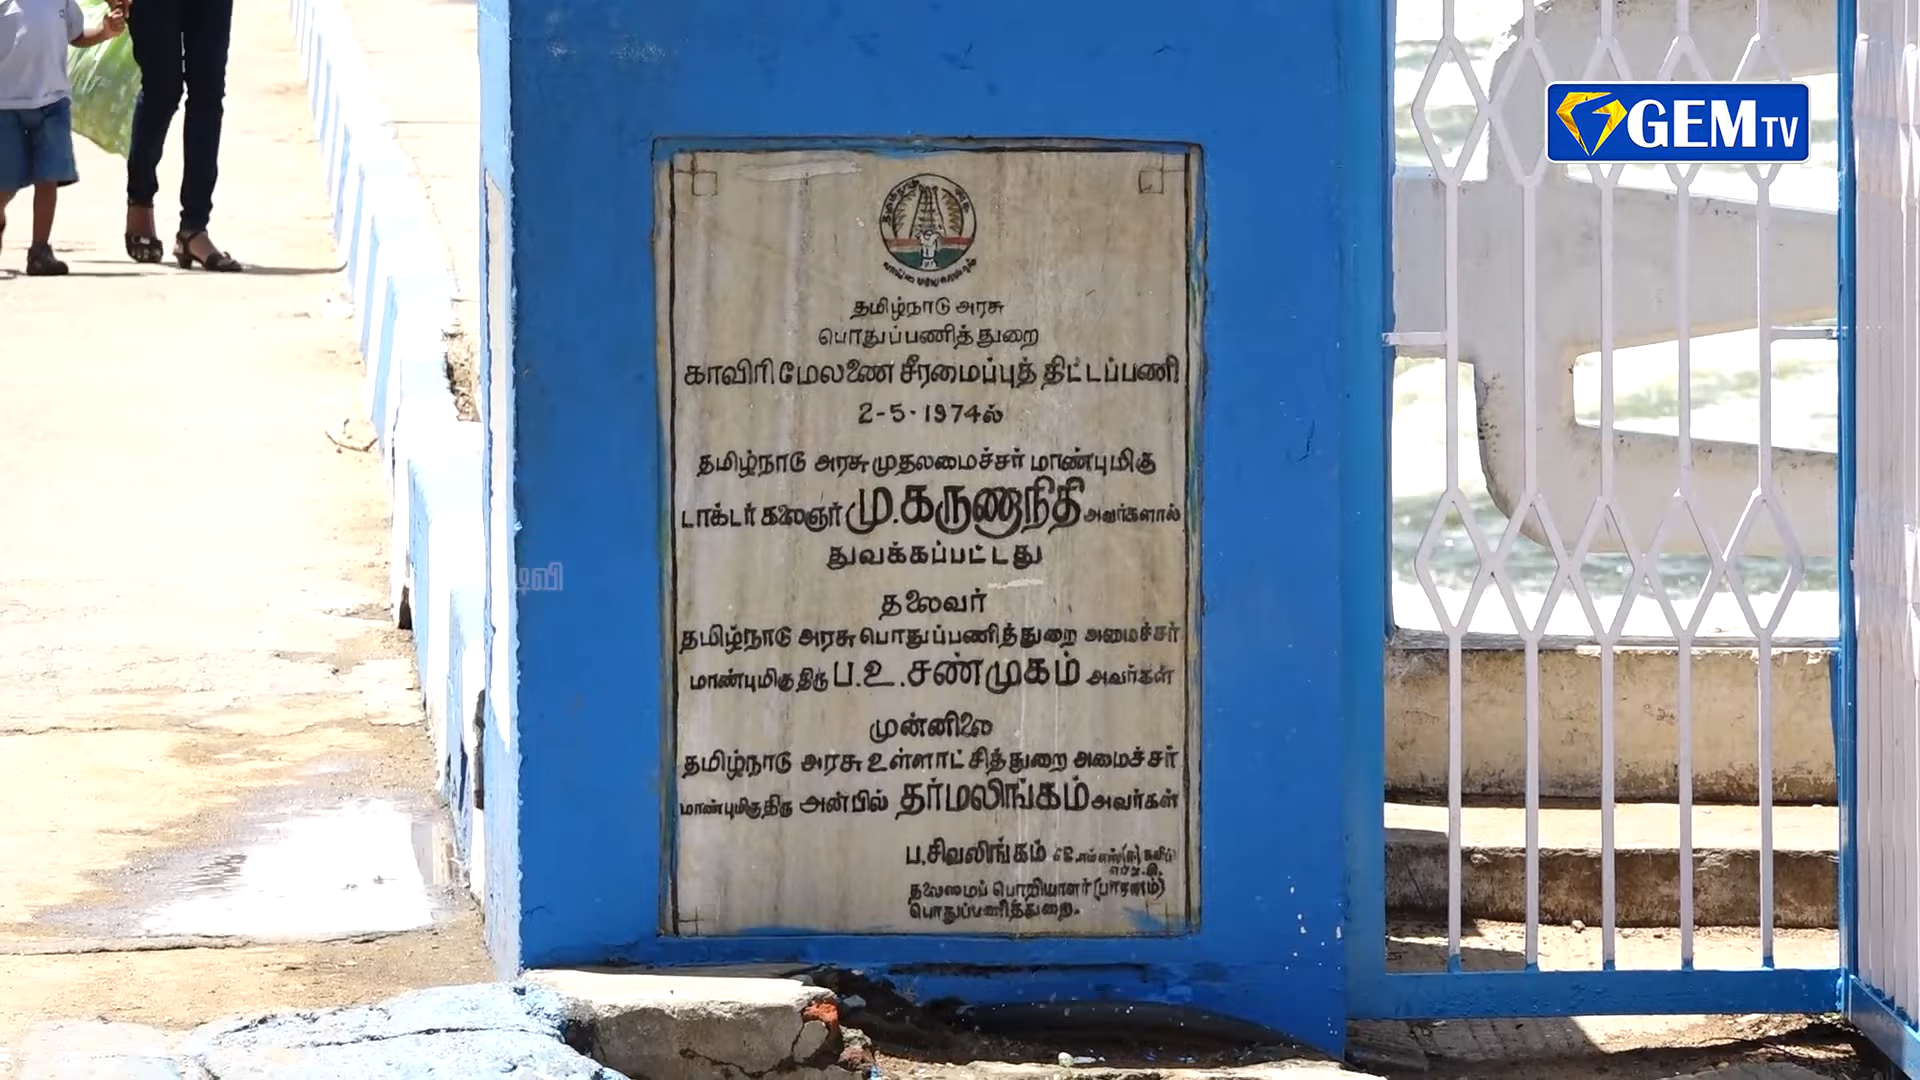 GEM TV
தமிழ்நாடு அரசு
பொதுப்பணித்துறை
காவிரி மேலணை சீரமைப்புத் திட்டப்பணி
2-5-1974ல்
தமிழ்நாடு அரசு முதலமைச்சர் மாண்புமிகு
டாக்டர் கலைஞர் மு.கருணாநிதி அவர்களால்
துவக்கப்பட்டது
தலைவர்
தமிழ்நாடு அரசு பொதுப்பணித்துறை அமைச்சர்
மாண்புமிகு திரு ப.உ.சண்முகம் அவர்கள்
முன்னிலை
தமிழ்நாடு அரசு உள்ளாட்சித்துறை அமைச்சர்
மாண்புமிகு திரு அன்பில் தர்மலிங்கம் அவர்கள்
ப.சிவலிங்கம்
தலைமைப் பொறியாளர் (பாசனம்)
பொதுப்பணித்துறை.
டிவி